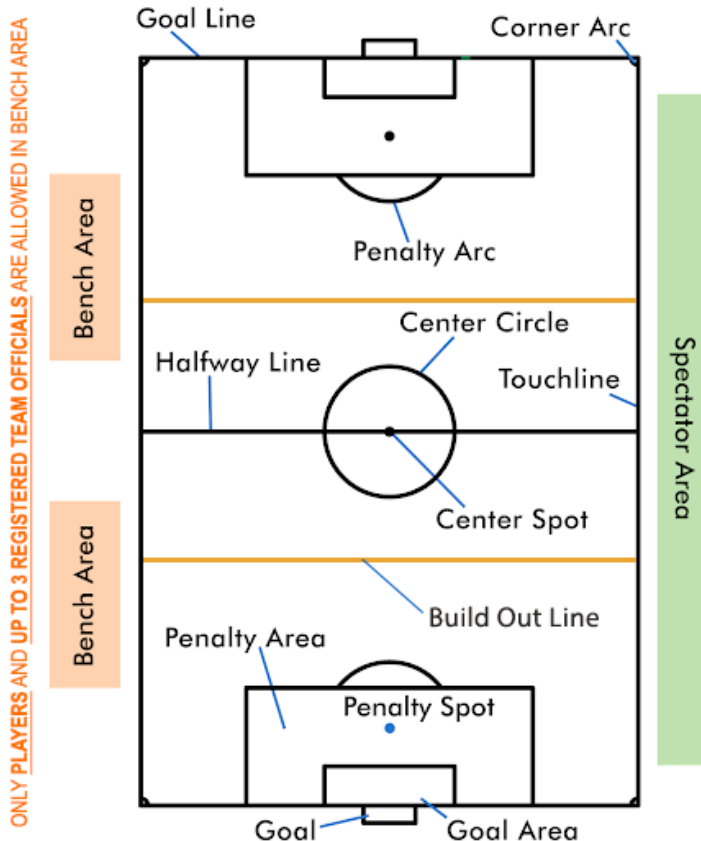 Goal Line
Corner Arc
ONLY PLAYERS AND UP TO 3 REGISTERED TEAM OFFICIALS ARE ALLOWED IN BENCH AREA
Bench Area
Penalty Arc
Center Circle
Halfway Line
Touchline
Spectator Area
Center Spot
Bench Area
Build Out Line
Penalty Area
Penalty Spot
Goal
Goal Area